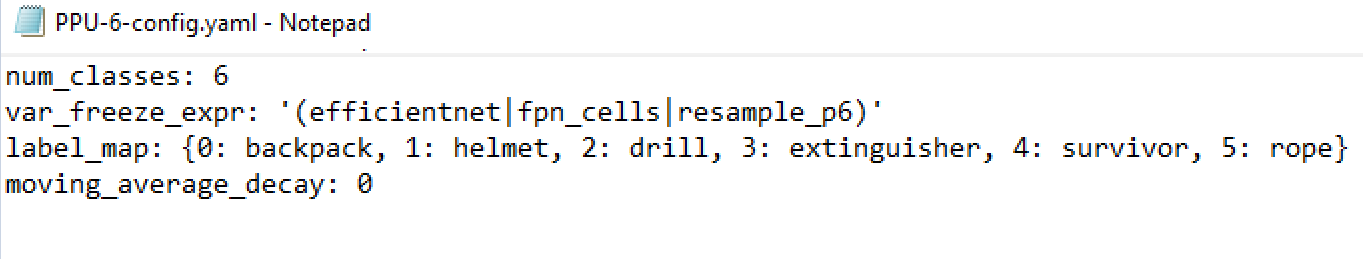 PPU-6-config.yaml - Notepad
num_classes: 6
var_freeze_expr: '(efficientnet|fpn_cells|resample_p6)'
label_map: {0: backpack, 1: helmet, 2: drill, 3: extinguisher, 4: survivor, 5: rope}
moving_average_decay: 0